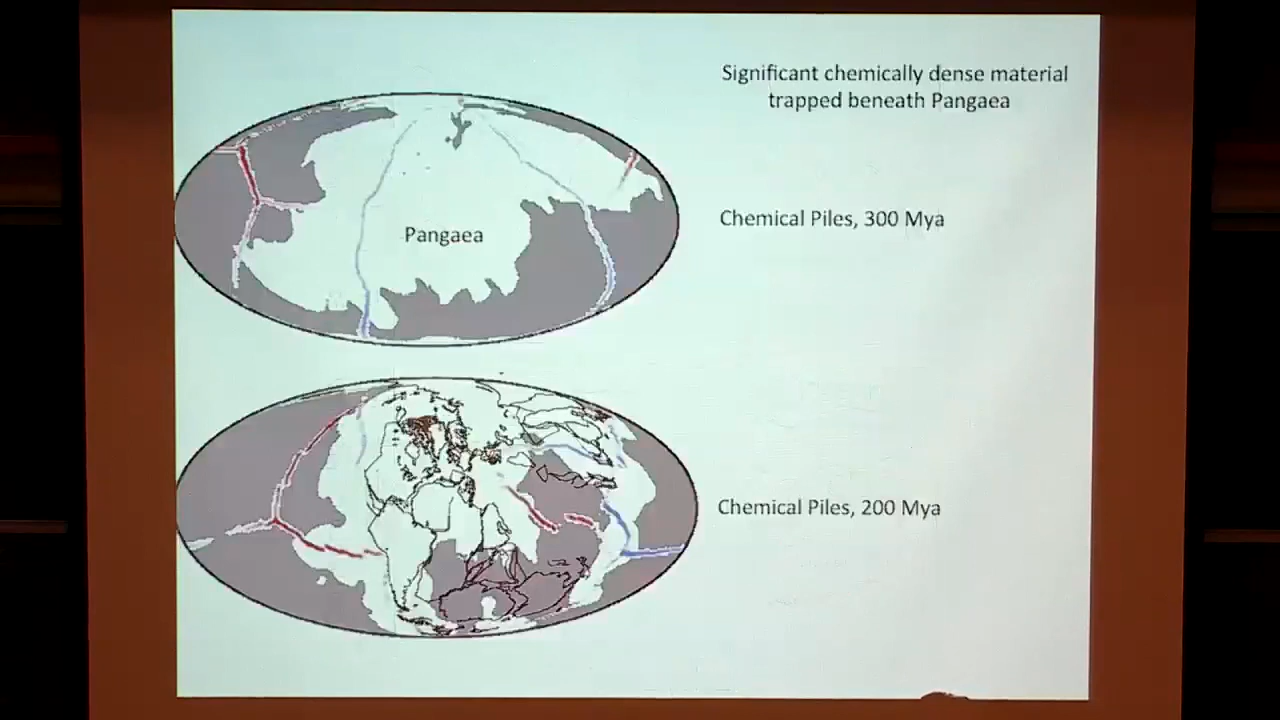 Significant chemically dense material
trapped beneath Pangaea
Chemical Piles, 300 Mya
Pangaea
Chemical Piles, 200 Mya